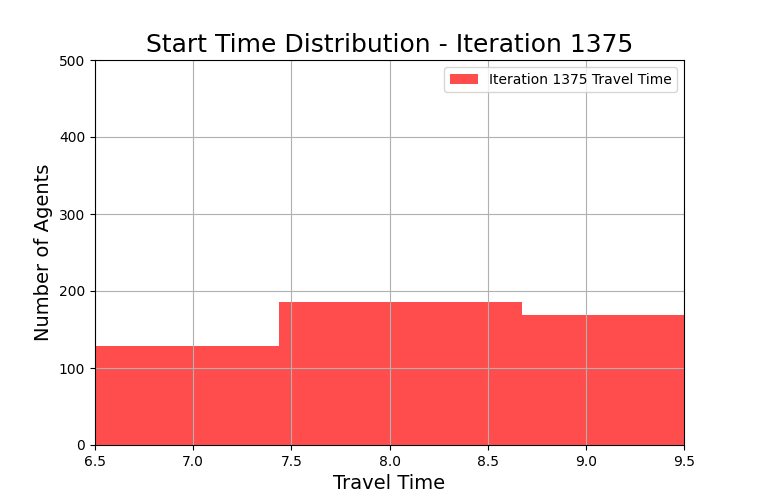 Start Time Distribution - Iteration 1375
Iteration 1375 Travel Time
Number of Agents
500
400
300
200
100
0
6.5 7.0 7.5 8.0 8.5 9.0 9.5
Travel Time